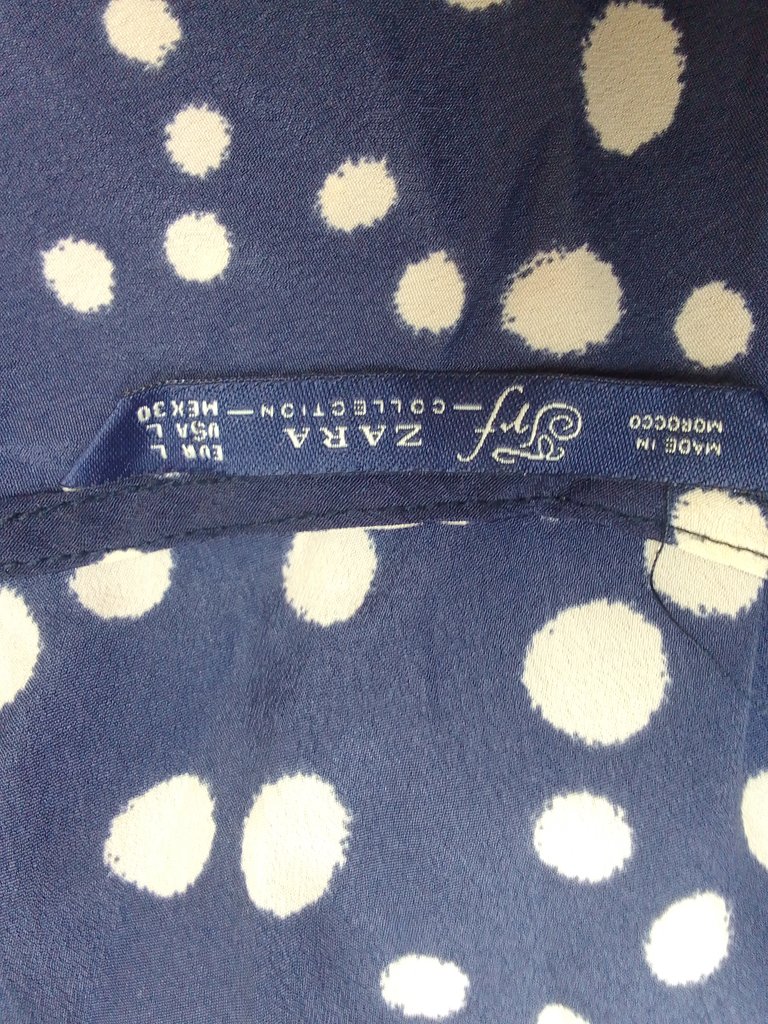 MADE IN
MOROCCO
Trf
ZARA
— COLLECTION —
EUR L
USA L
MEX 30